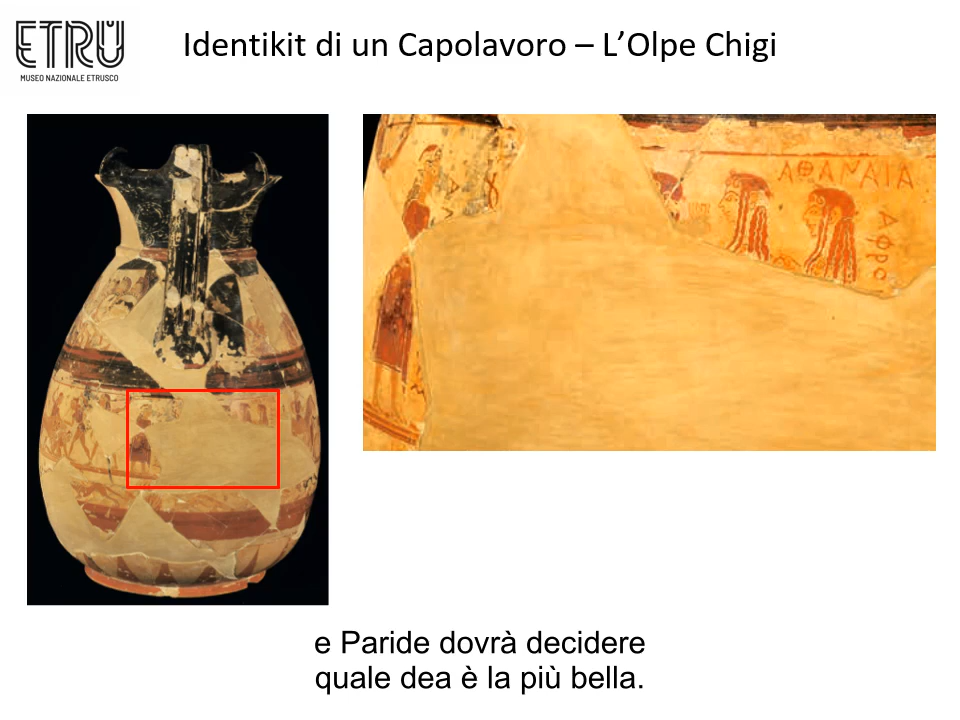 ETRU
MUSEO NAZIONALE ETRUSCO
Identikit di un Capolavoro – L’Olpe Chigi
ΑΘΑΝΑΙΑ
ΑΦΡΟ
e Paride dovrà decidere
quale dea è la più bella.